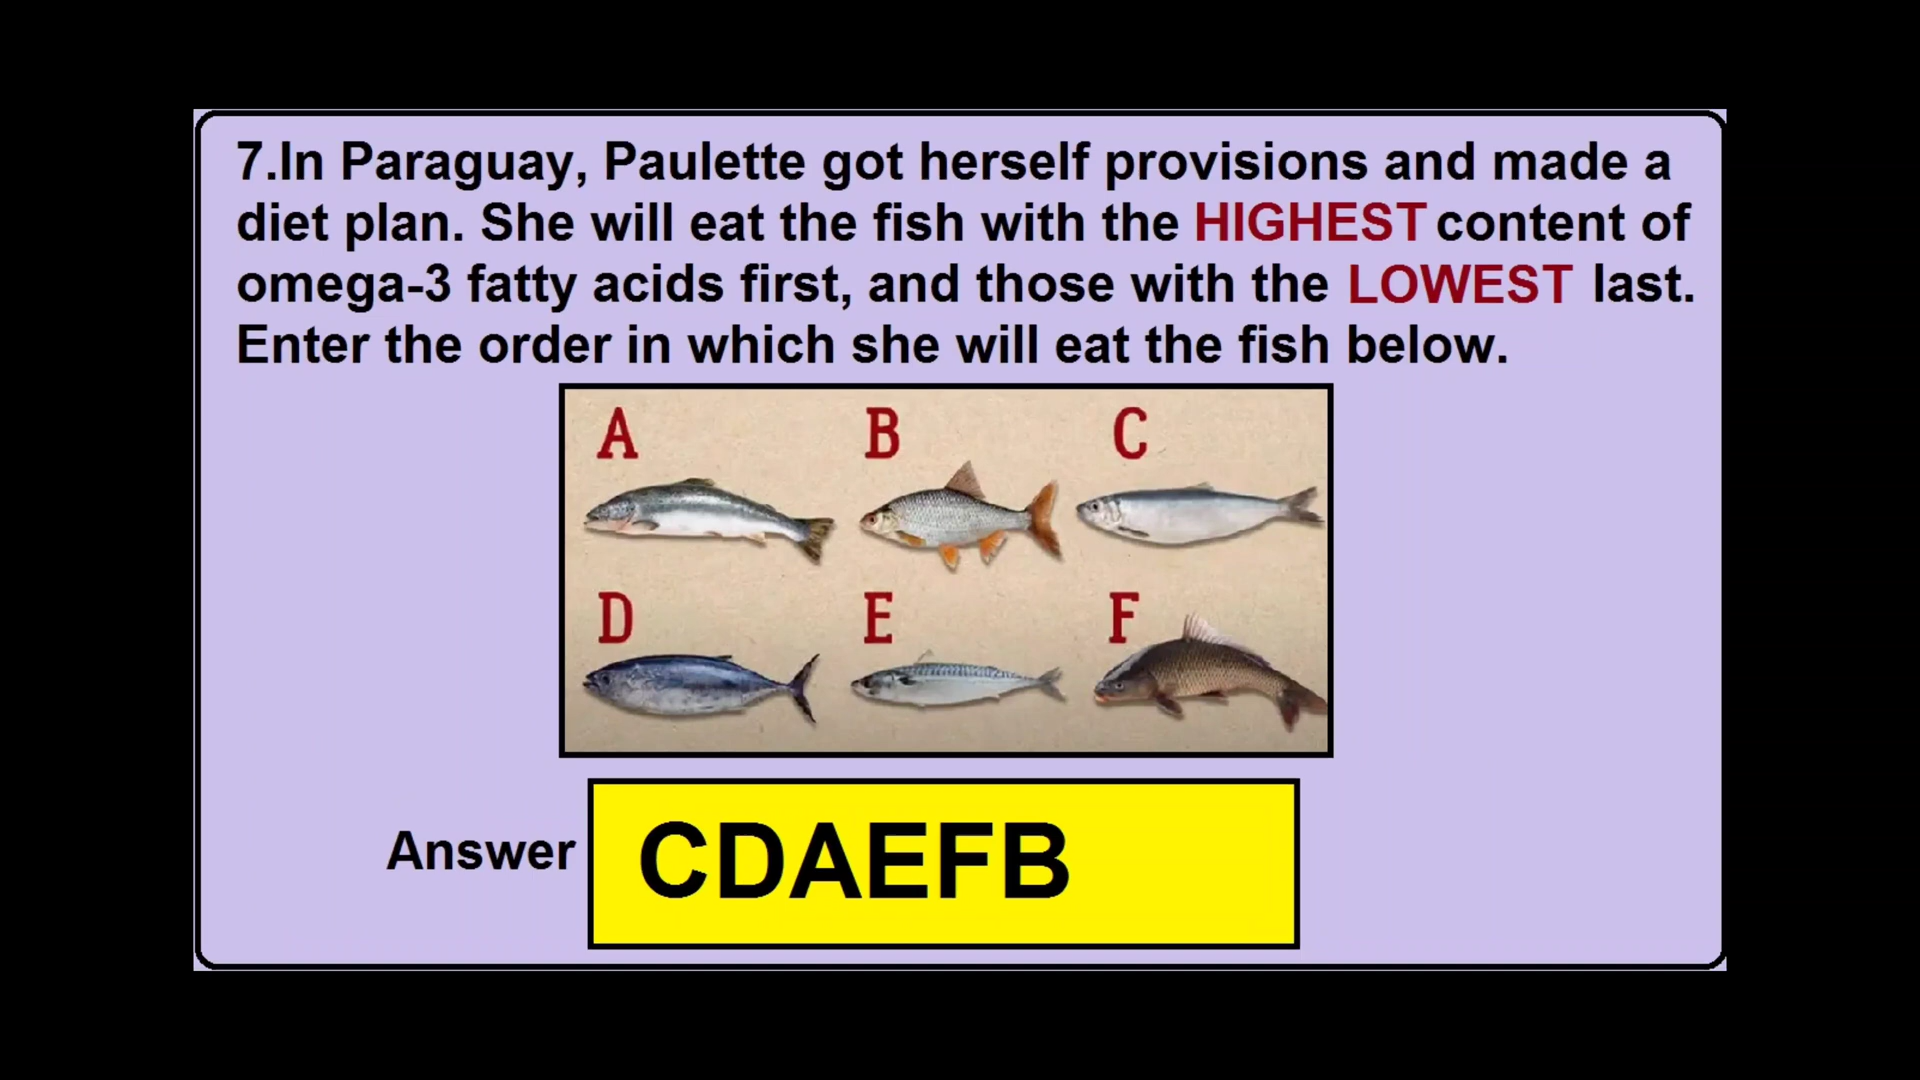 7.In Paraguay, Paulette got herself provisions and made a
diet plan. She will eat the fish with the HIGHEST content of
omega-3 fatty acids first, and those with the LOWEST last.
Enter the order in which she will eat the fish below.
A B C
D E F
Answer CDAEFB